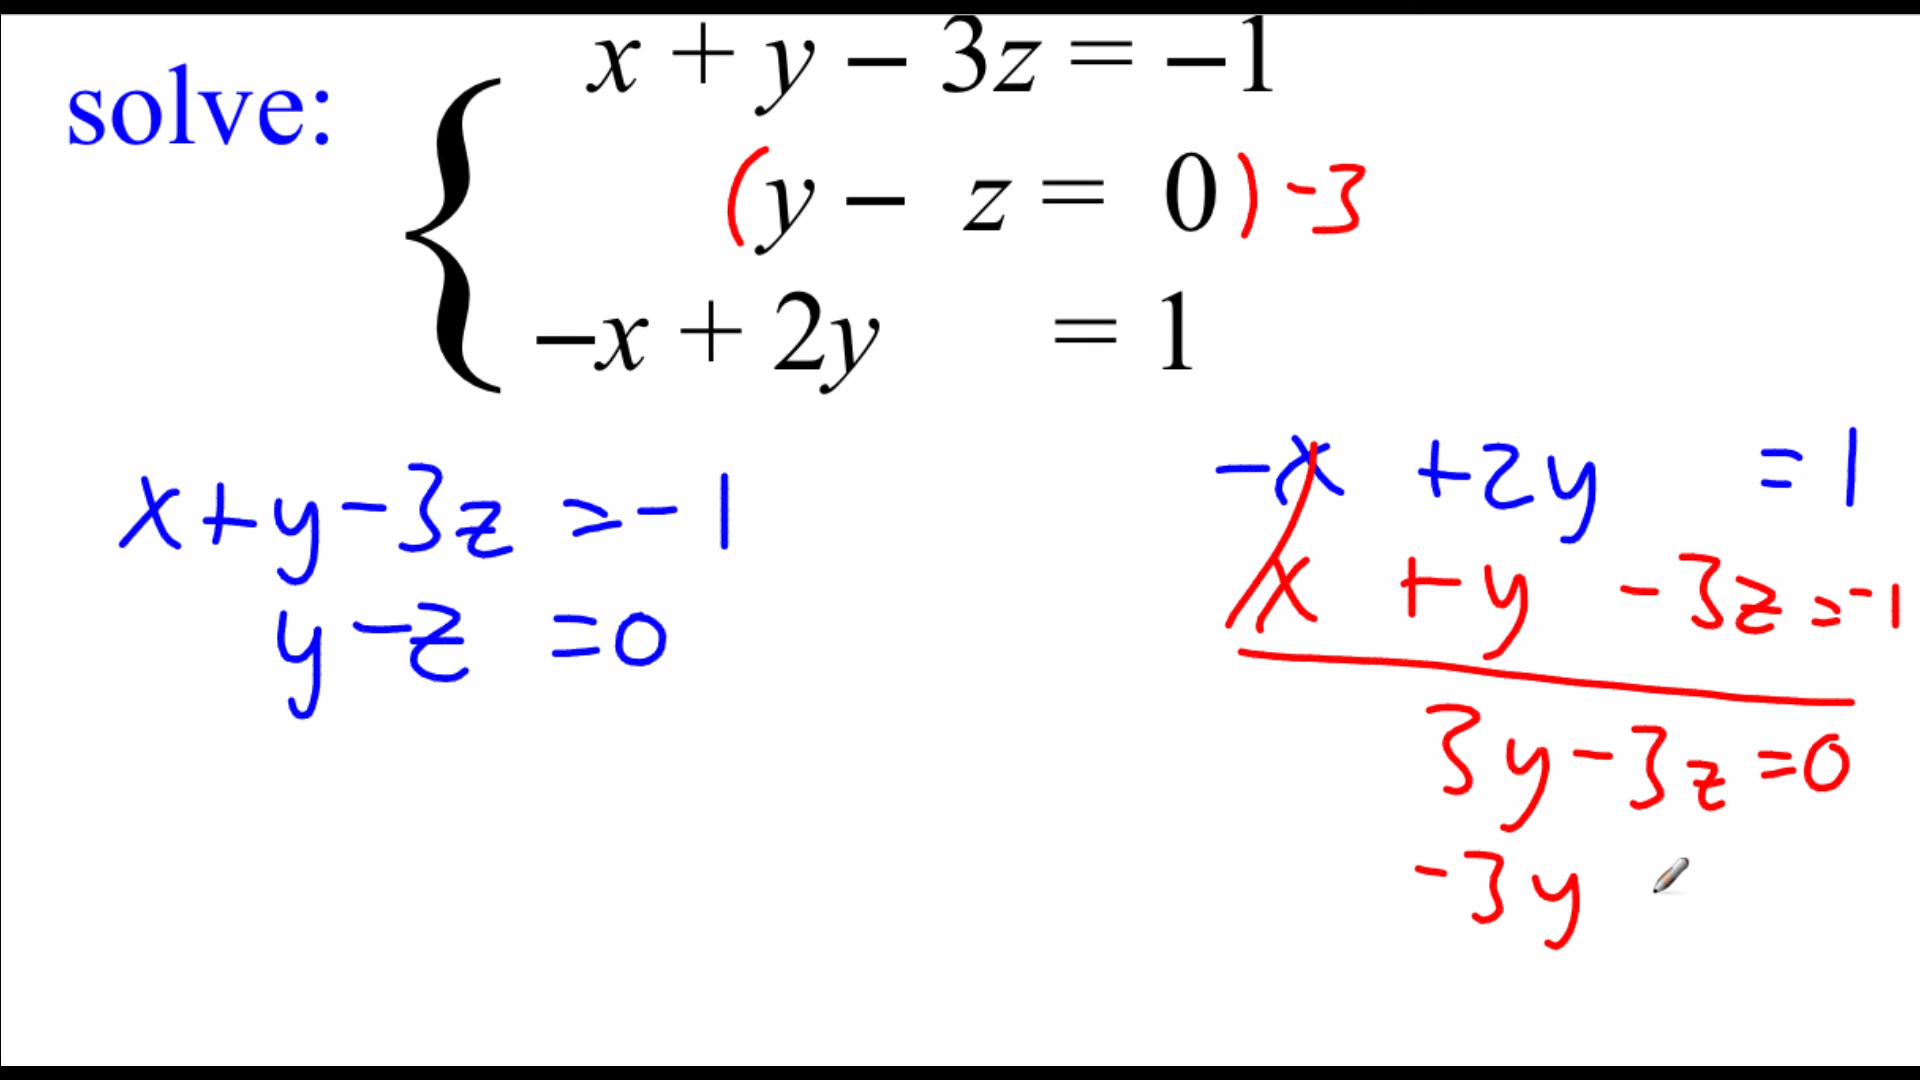 x + y − 3z = −1
solve:
(y − z = 0) -3
−x + 2y = 1
x+y-3z=-1
y-z=0
-x +2y =1
x +y -3z=-1
3y-3z=0
-3y